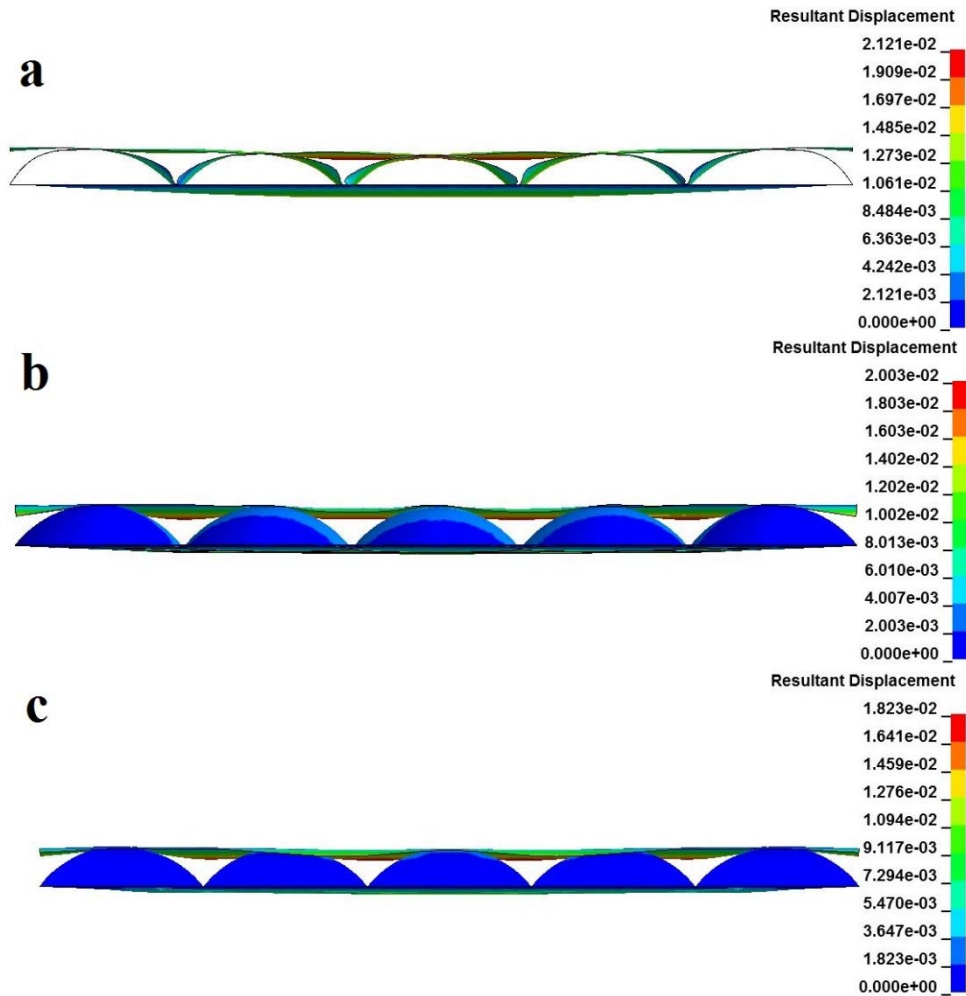 Resultant Displacement
a
2.121e-02
1.909e-02
1.697e-02
1.485e-02
1.273e-02
1.061e-02
8.484e-03
6.363e-03
4.242e-03
2.121e-03
0.000e+00
Resultant Displacement
b
2.003e-02
1.803e-02
1.603e-02
1.402e-02
1.202e-02
1.002e-02
8.013e-03
6.010e-03
4.007e-03
2.003e-03
0.000e+00
Resultant Displacement
c
1.823e-02
1.641e-02
1.459e-02
1.276e-02
1.094e-02
9.117e-03
7.294e-03
5.470e-03
3.647e-03
1.823e-03
0.000e+00